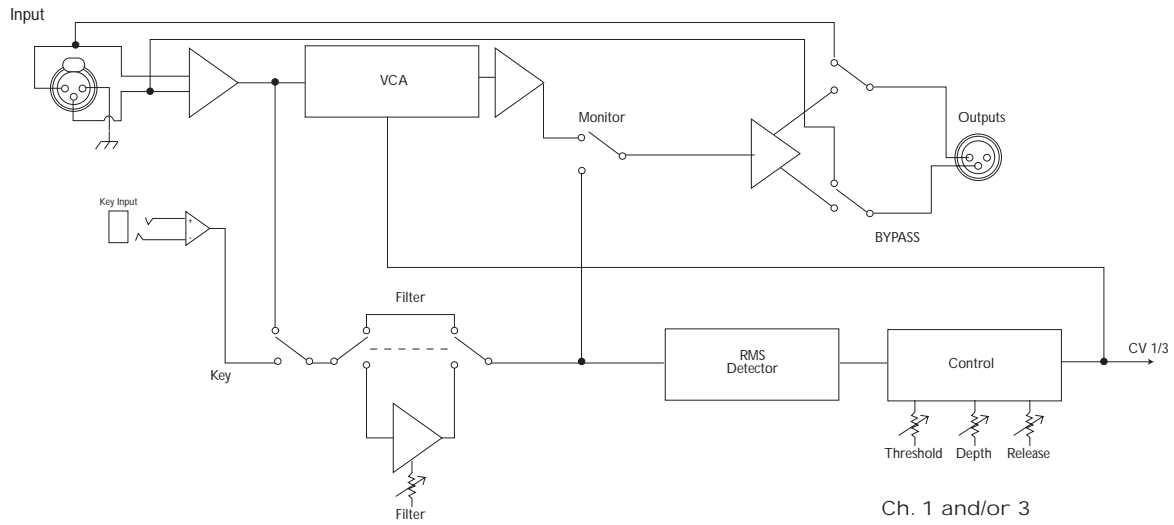 Input
VCA
Monitor
Outputs
Key Input
+
-
BYPASS
Filter
Key
RMS
Detector
Control
CV 1/3
Threshold
Depth
Release
Filter
Ch. 1 and/or 3